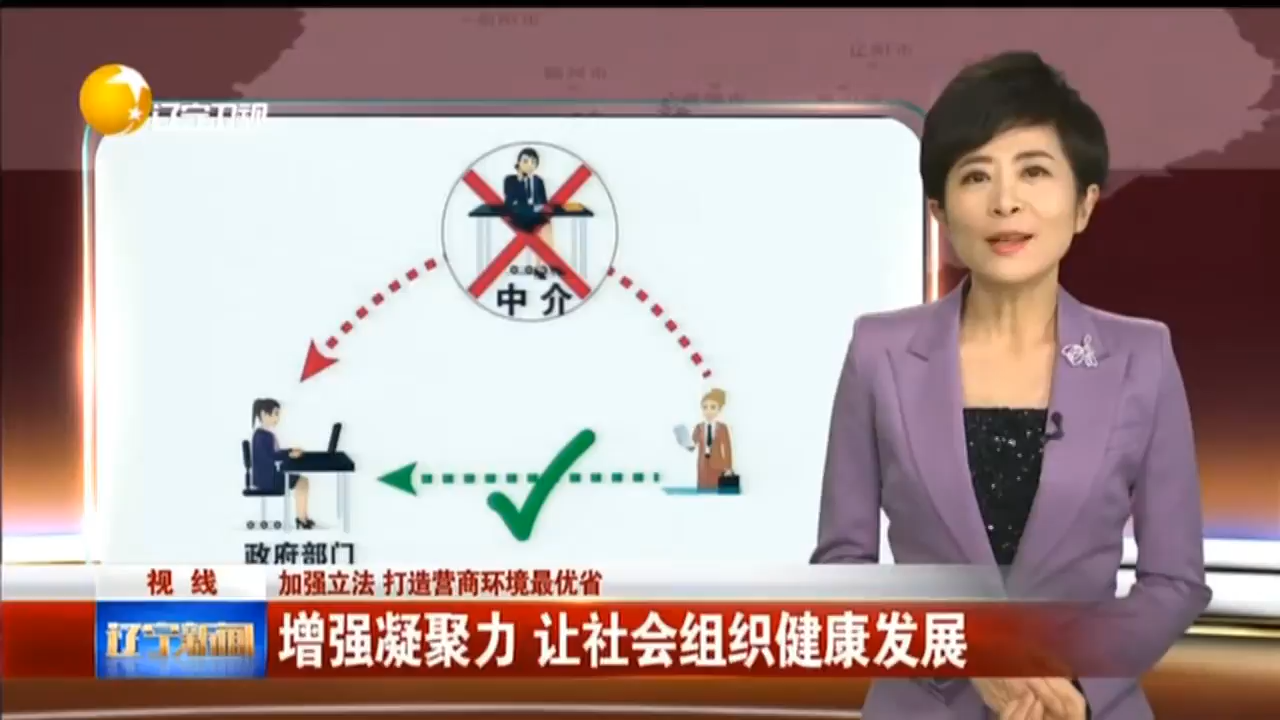 辽宁卫视
中介
政府部门
视线
加强立法 打造营商环境最优省
辽宁新闻
增强凝聚力 让社会组织健康发展